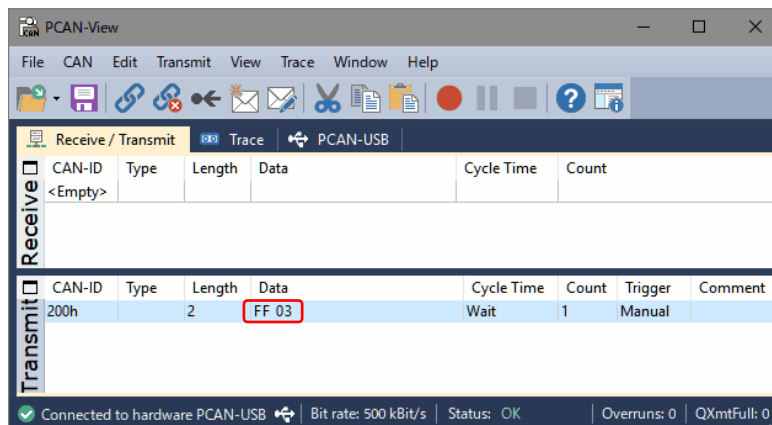 CAN PCAN-View
File CAN Edit Transmit View Trace Window Help
Receive / Transmit Trace PCAN-USB
Receive
CAN-ID Type Length Data Cycle Time Count
<Empty>
Transmit
CAN-ID Type Length Data Cycle Time Count Trigger Comment
200h 2 FF 03 Wait 1 Manual
Connected to hardware PCAN-USB Bit rate: 500 kBit/s Status: OK Overruns: 0 QXmtFull: 0